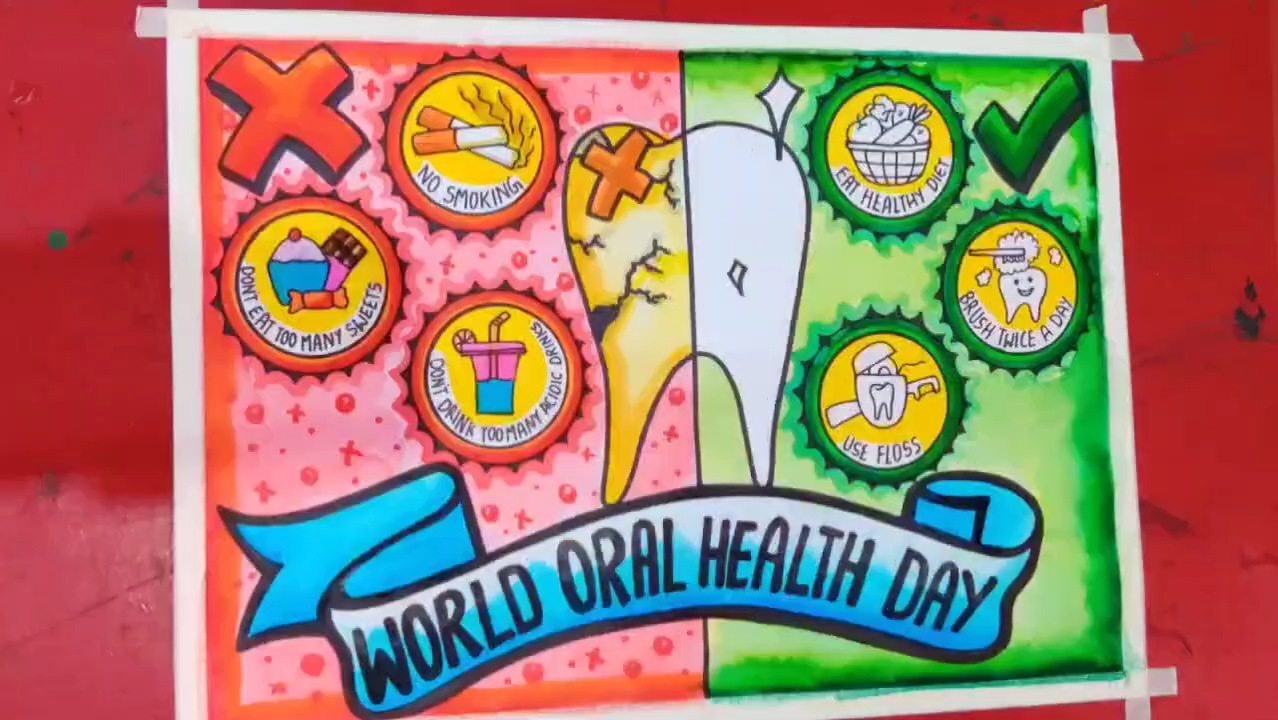 NO SMOKING
DONT EAT TOO MANY SWEETS
DON'T DRINK TOO MANY ACIDIC DRINKS
EAT HEALTHY DIET
BRUSH TWICE A DAY
USE FLOSS
WORLD ORAL HEALTH DAY